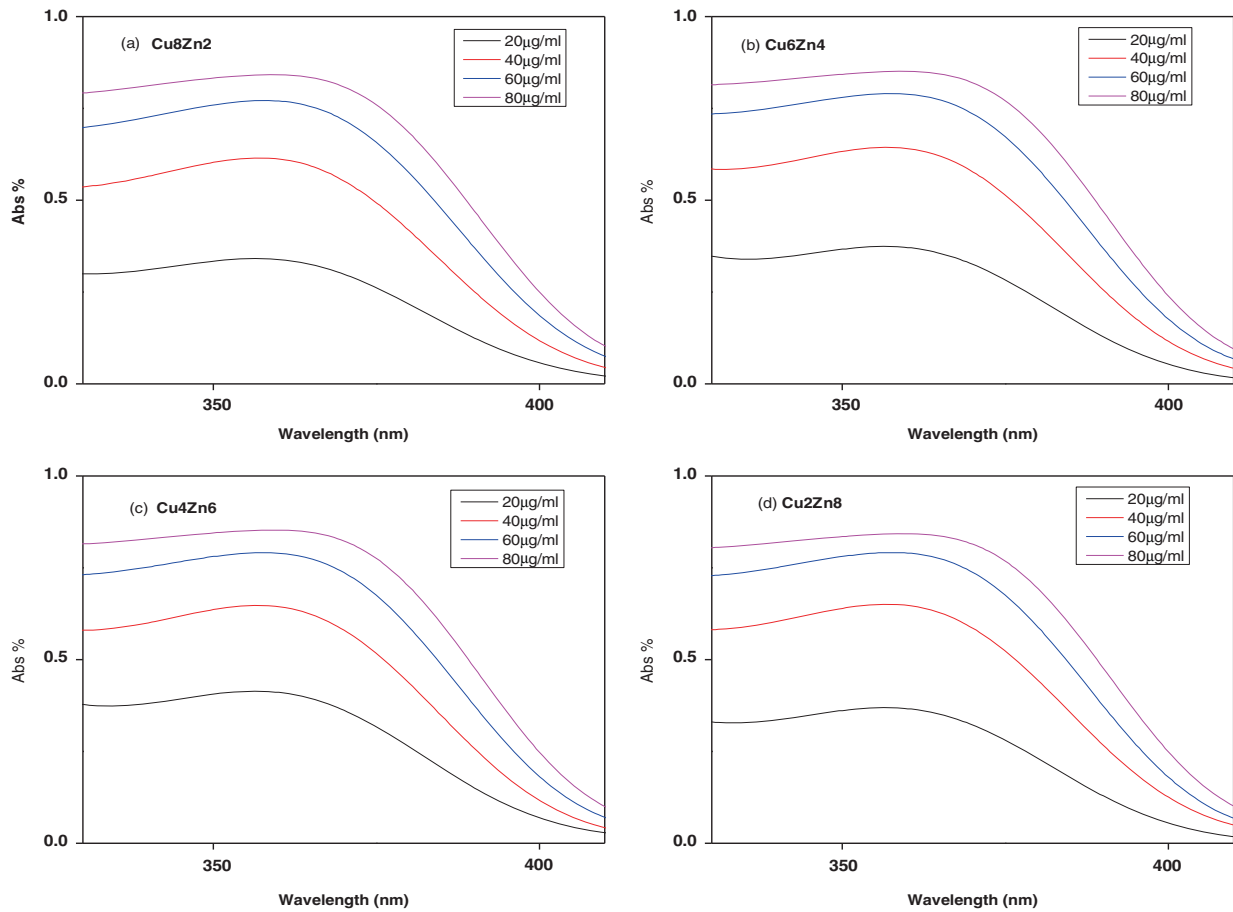 1.0
(a) Cu8Zn2
20μg/ml
40μg/ml
60μg/ml
80μg/ml
Abs %
0.5
0.0
350
400
Wavelength (nm)
1.0
(b) Cu6Zn4
20μg/ml
40μg/ml
60μg/ml
80μg/ml
Abs %
0.5
0.0
350
400
Wavelength (nm)
1.0
(c) Cu4Zn6
20μg/ml
40μg/ml
60μg/ml
80μg/ml
Abs %
0.5
0.0
350
400
Wavelength (nm)
1.0
(d) Cu2Zn8
20μg/ml
40μg/ml
60μg/ml
80μg/ml
Abs %
0.5
0.0
350
400
Wavelength (nm)